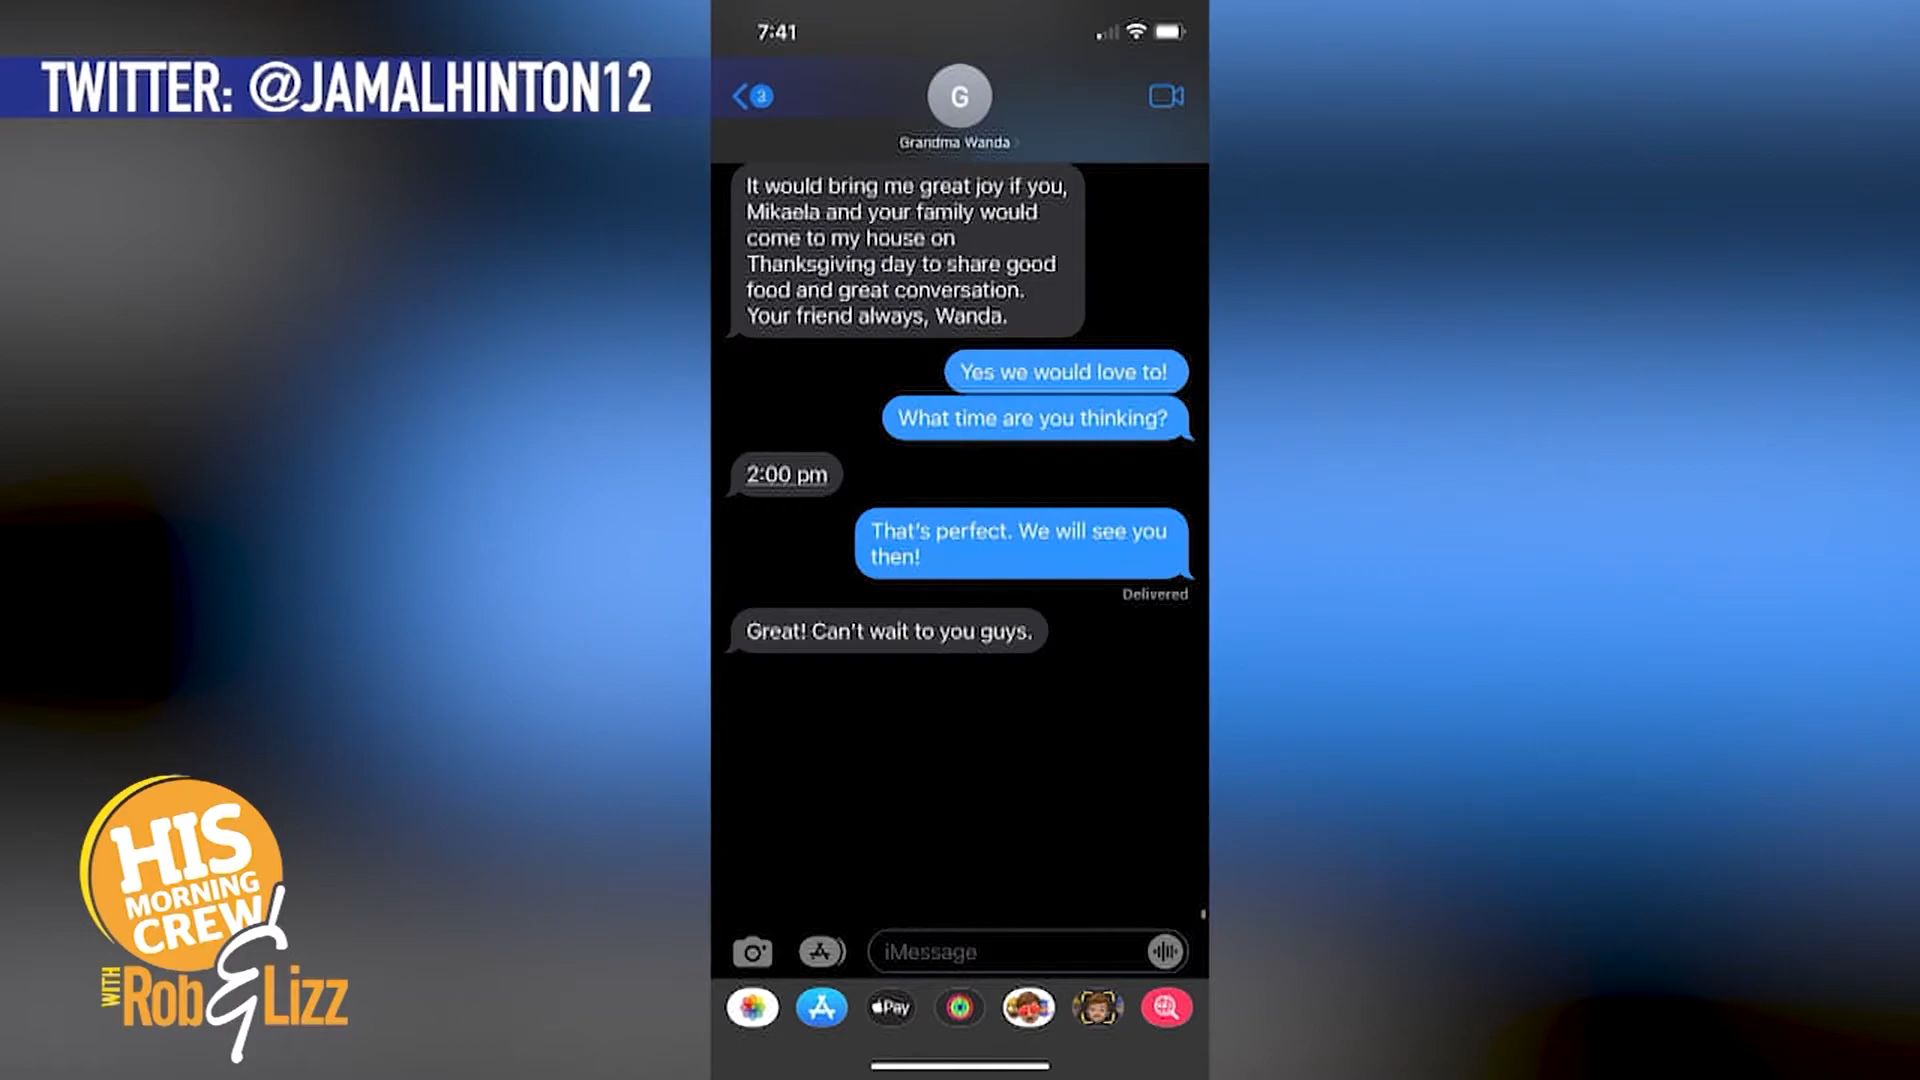 TWITTER: @JAMALHINTON12
7:41
3
G
Grandma Wanda
It would bring me great joy if you,
Mikaela and your family would
come to my house on
Thanksgiving day to share good
food and great conversation.
Your friend always, Wanda.
Yes we would love to!
What time are you thinking?
2:00 pm
That's perfect. We will see you
then!
Delivered
Great! Can't wait to you guys.
iMessage
Pay
HIS
MORNING
CREW
WITH Rob & Lizz